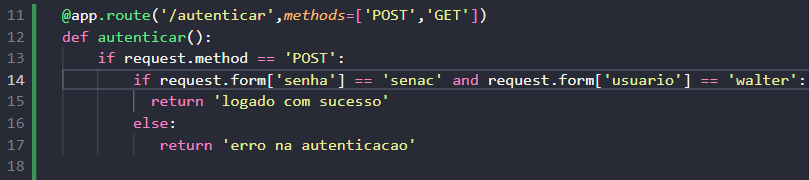 11 @app.route('/autenticar',methods=['POST','GET'])
12 def autenticar():
13 if request.method == 'POST':
14 if request.form['senha'] == 'senac' and request.form['usuario'] == 'walter':
15 return 'logado com sucesso'
16 else:
17 return 'erro na autenticacao'
18